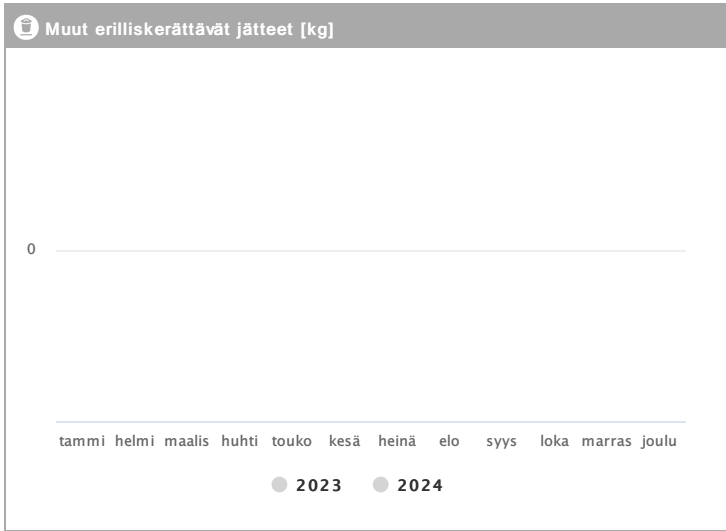 Muut erilliskerättävät jätteet [kg]
0
tammi helmi maalis huhti touko kesä heinä elo syys loka marras joulu
2023 2024